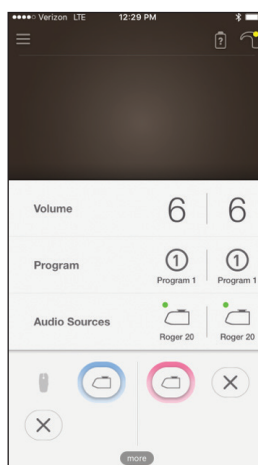 Verizon LTE 12:29 PM
?
Volume 6 6
Program 1 1
Program 1 Program 1
Audio Sources
Roger 20 Roger 20
more